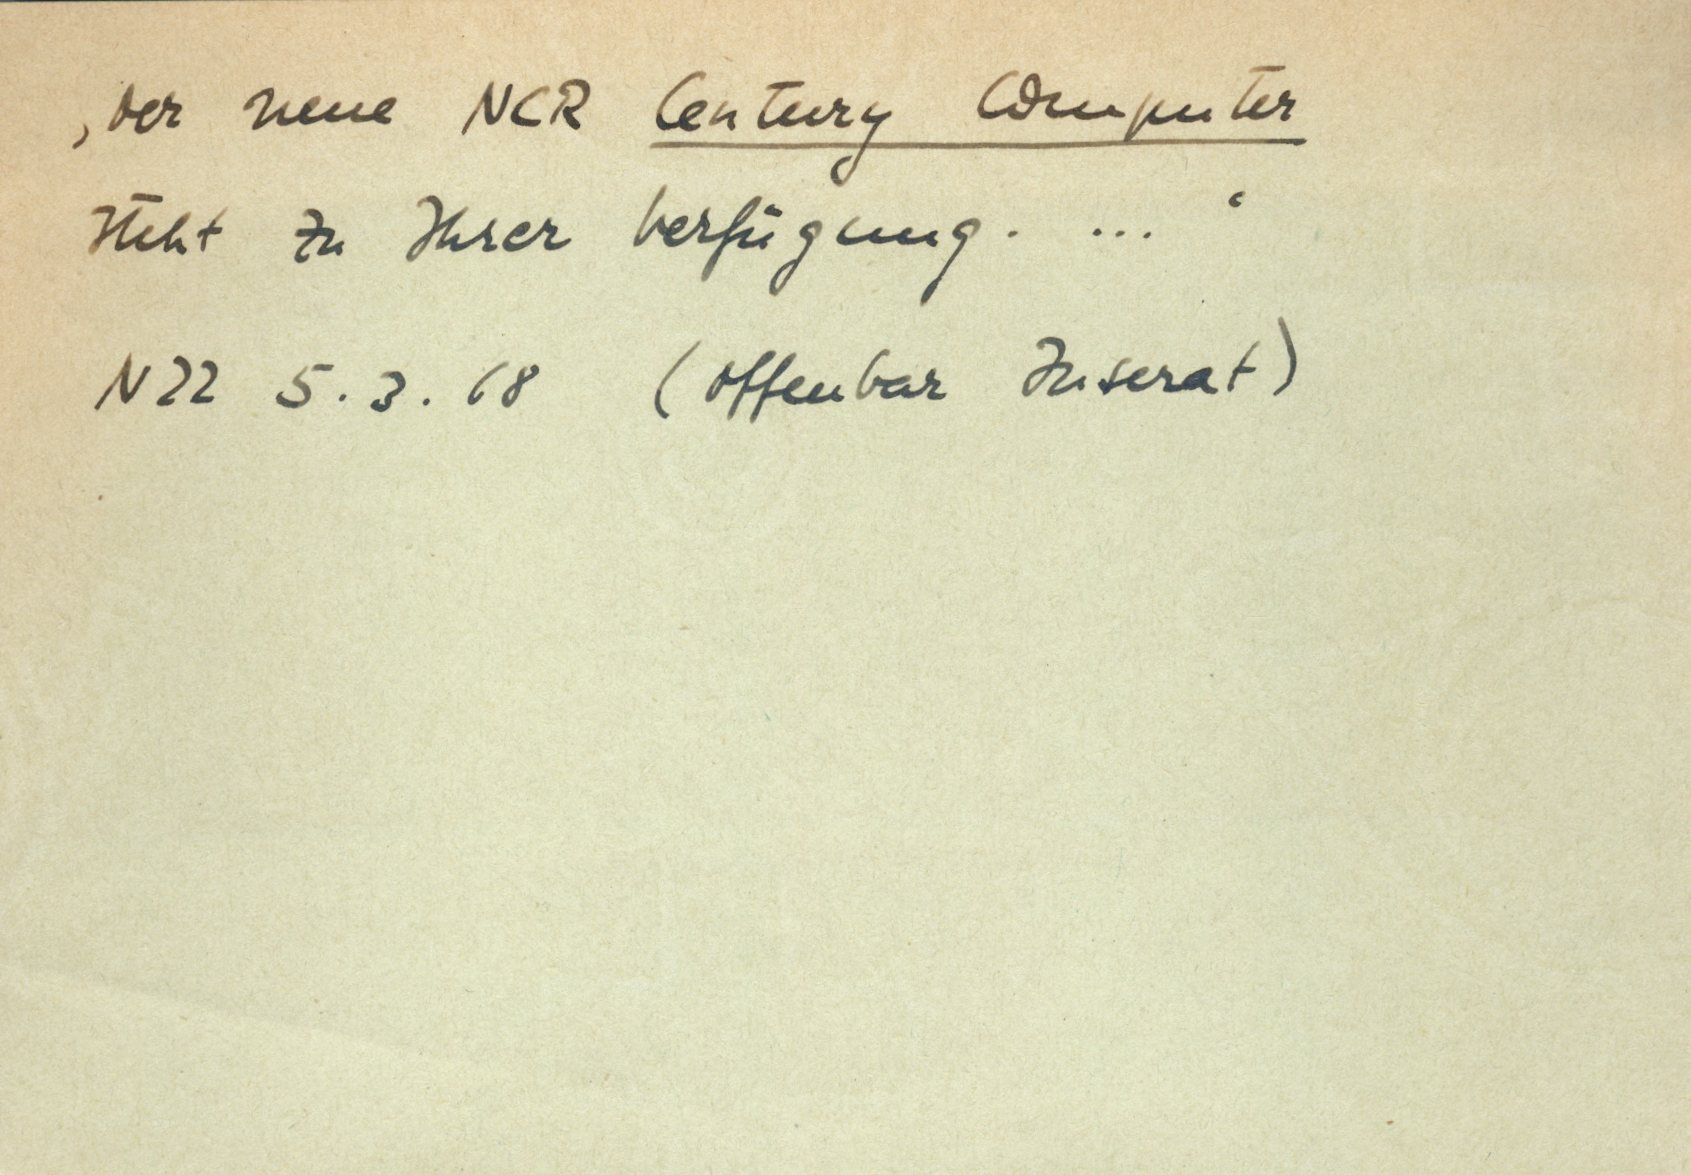 ‚der neue NCR Century Computer
steht zu Ihrer Verfügung. ...‘
NZZ 5.3.68 (offenbar Inserat)